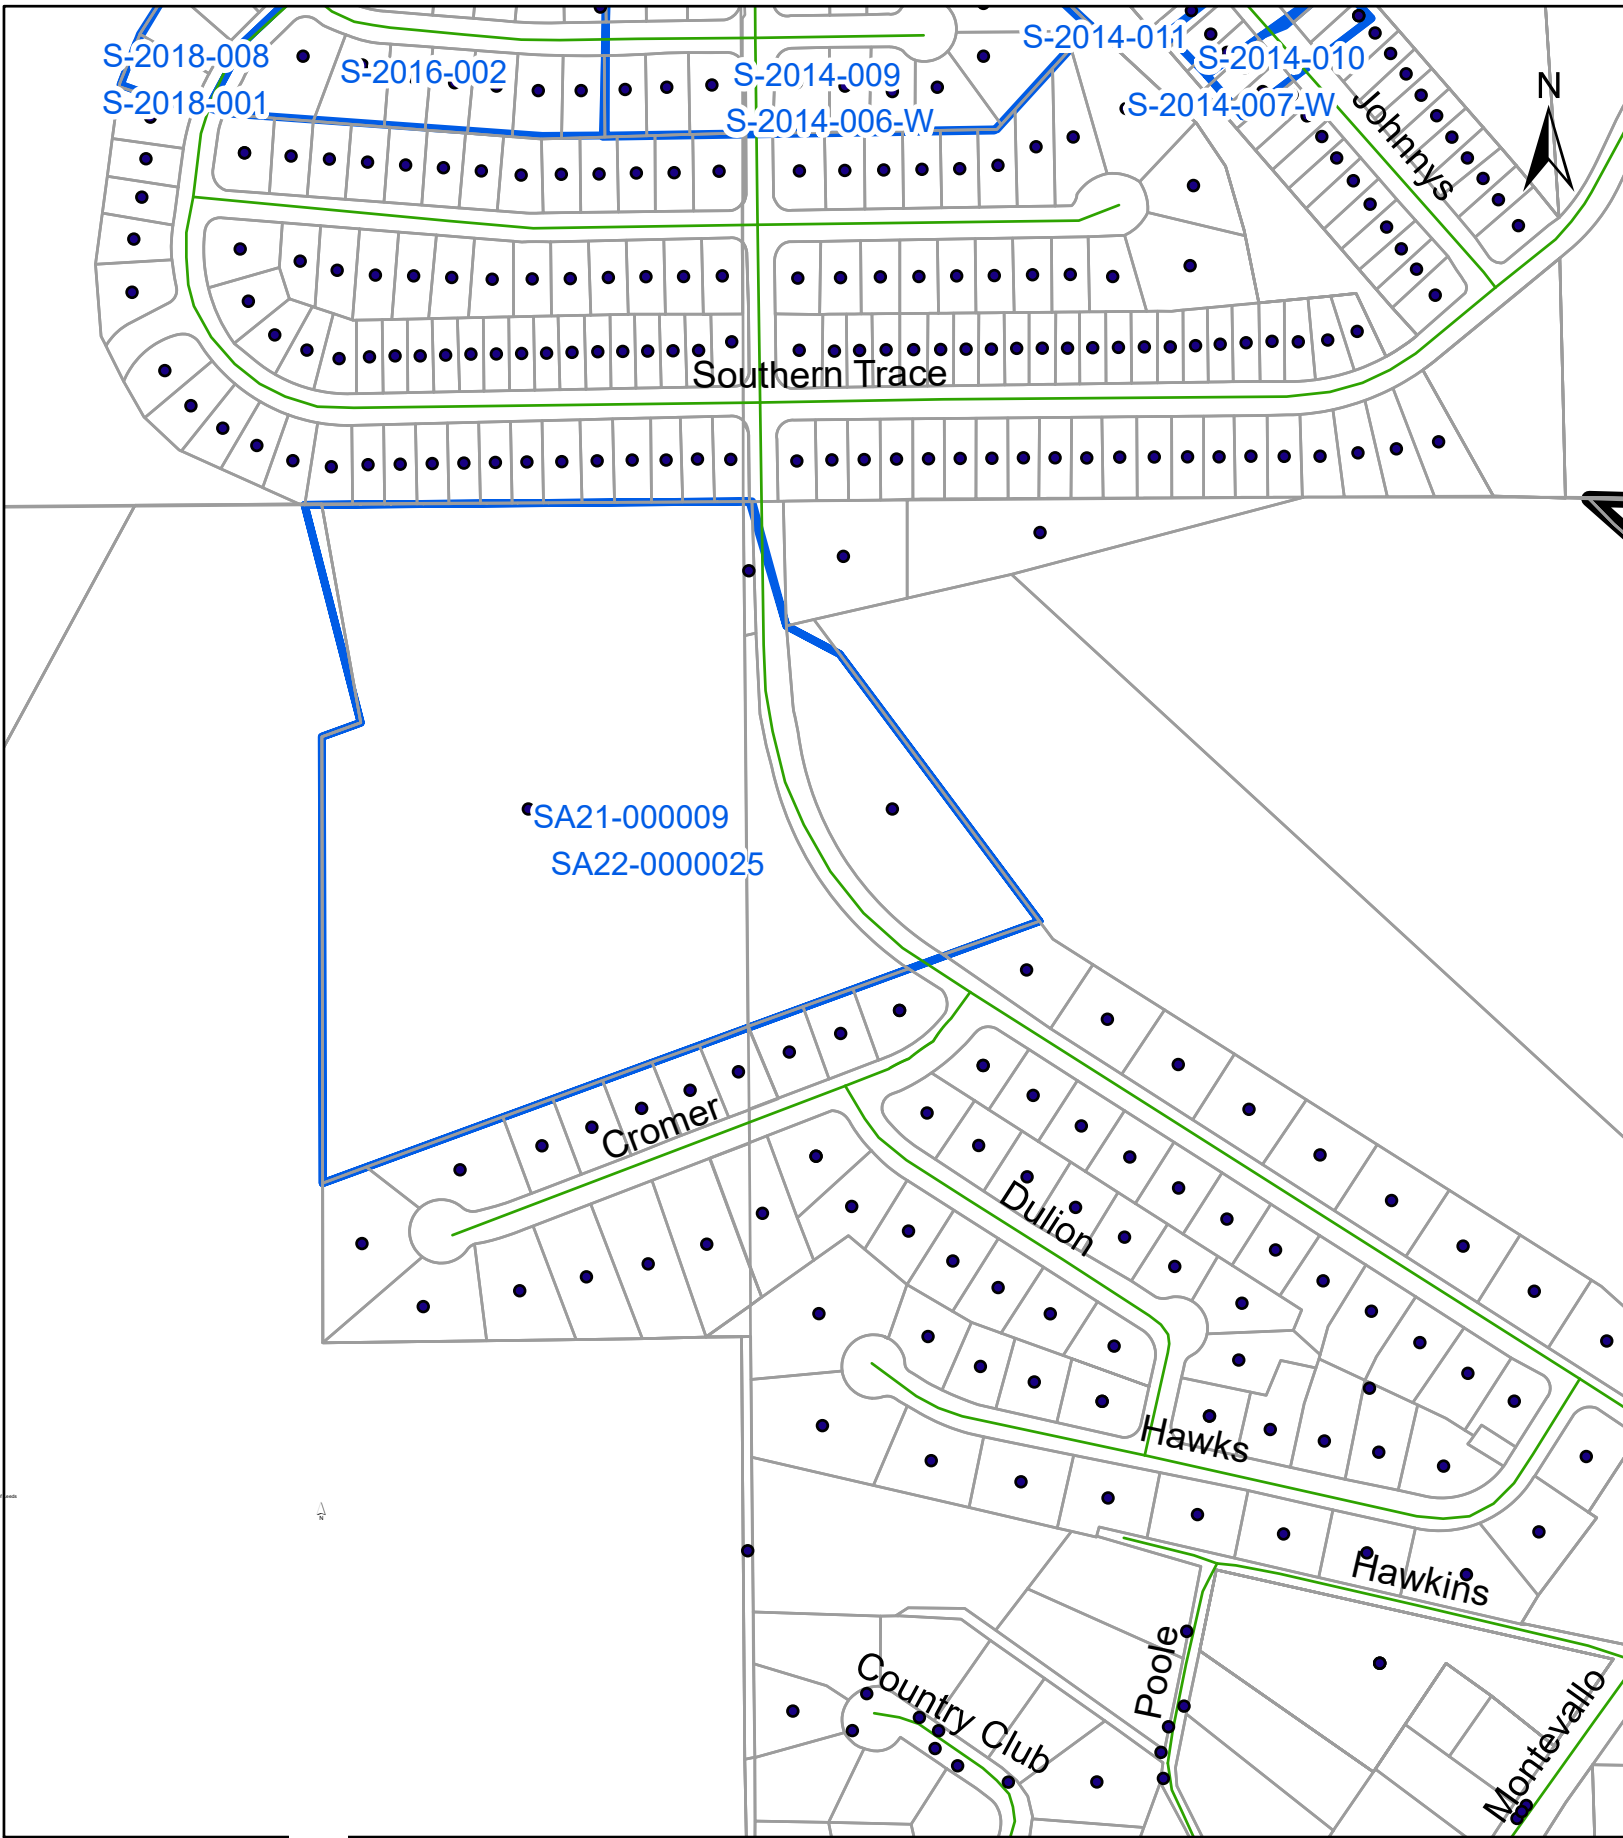 S-2018-008
S-2018-001
S-2016-002
S-2014-009
S-2014-006-W
S-2014-011
S-2014-010
S-2014-007-W
Johnnys
N
Southern Trace
SA21-000009
SA22-0000025
Cromer
Dulion
Hawks
Hawkins
Poole
Country Club
Montevallo
N